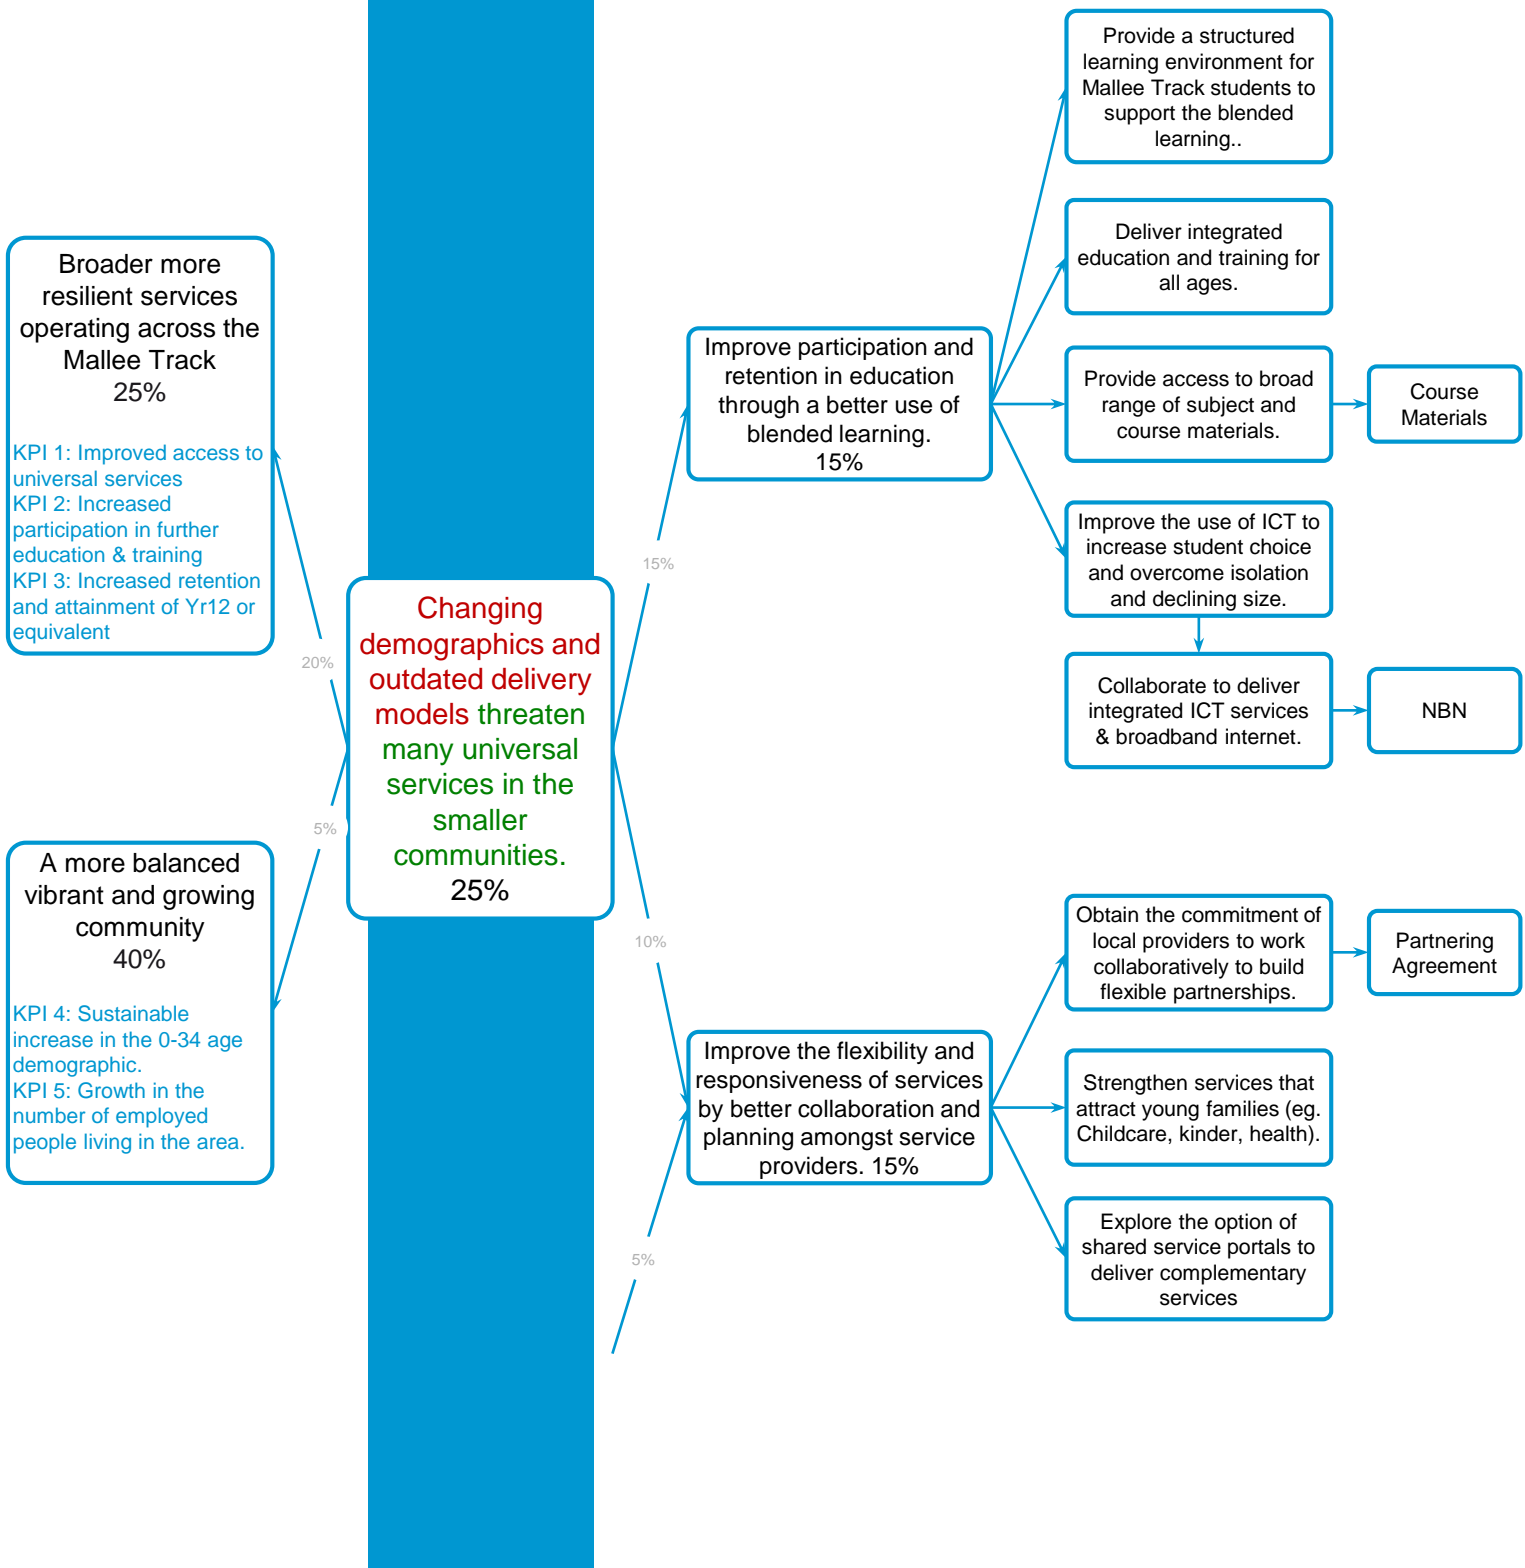 Broader more
resilient services
operating across the
Mallee Track
25%
KPI 1: Improved access to
universal services
KPI 2: Increased
participation in further
education & training
KPI 3: Increased retention
and attainment of Yr12 or
equivalent
A more balanced
vibrant and growing
community
40%
KPI 4: Sustainable
increase in the 0-34 age
demographic.
KPI 5: Growth in the
number of employed
people living in the area.
20%
5%
Changing
demographics and
outdated delivery
models threaten
many universal
services in the
smaller
communities.
25%
15%
10%
5%
Improve participation and
retention in education
through a better use of
blended learning.
15%
Improve the flexibility and
responsiveness of services
by better collaboration and
planning amongst service
providers. 15%
Provide a structured
learning environment for
Mallee Track students to
support the blended
learning..
Deliver integrated
education and training for
all ages.
Provide access to broad
range of subject and
course materials.
Course
Materials
Improve the use of ICT to
increase student choice
and overcome isolation
and declining size.
Collaborate to deliver
integrated ICT services
& broadband internet.
NBN
Obtain the commitment of
local providers to work
collaboratively to build
flexible partnerships.
Partnering
Agreement
Strengthen services that
attract young families (eg.
Childcare, kinder, health).
Explore the option of
shared service portals to
deliver complementary
services